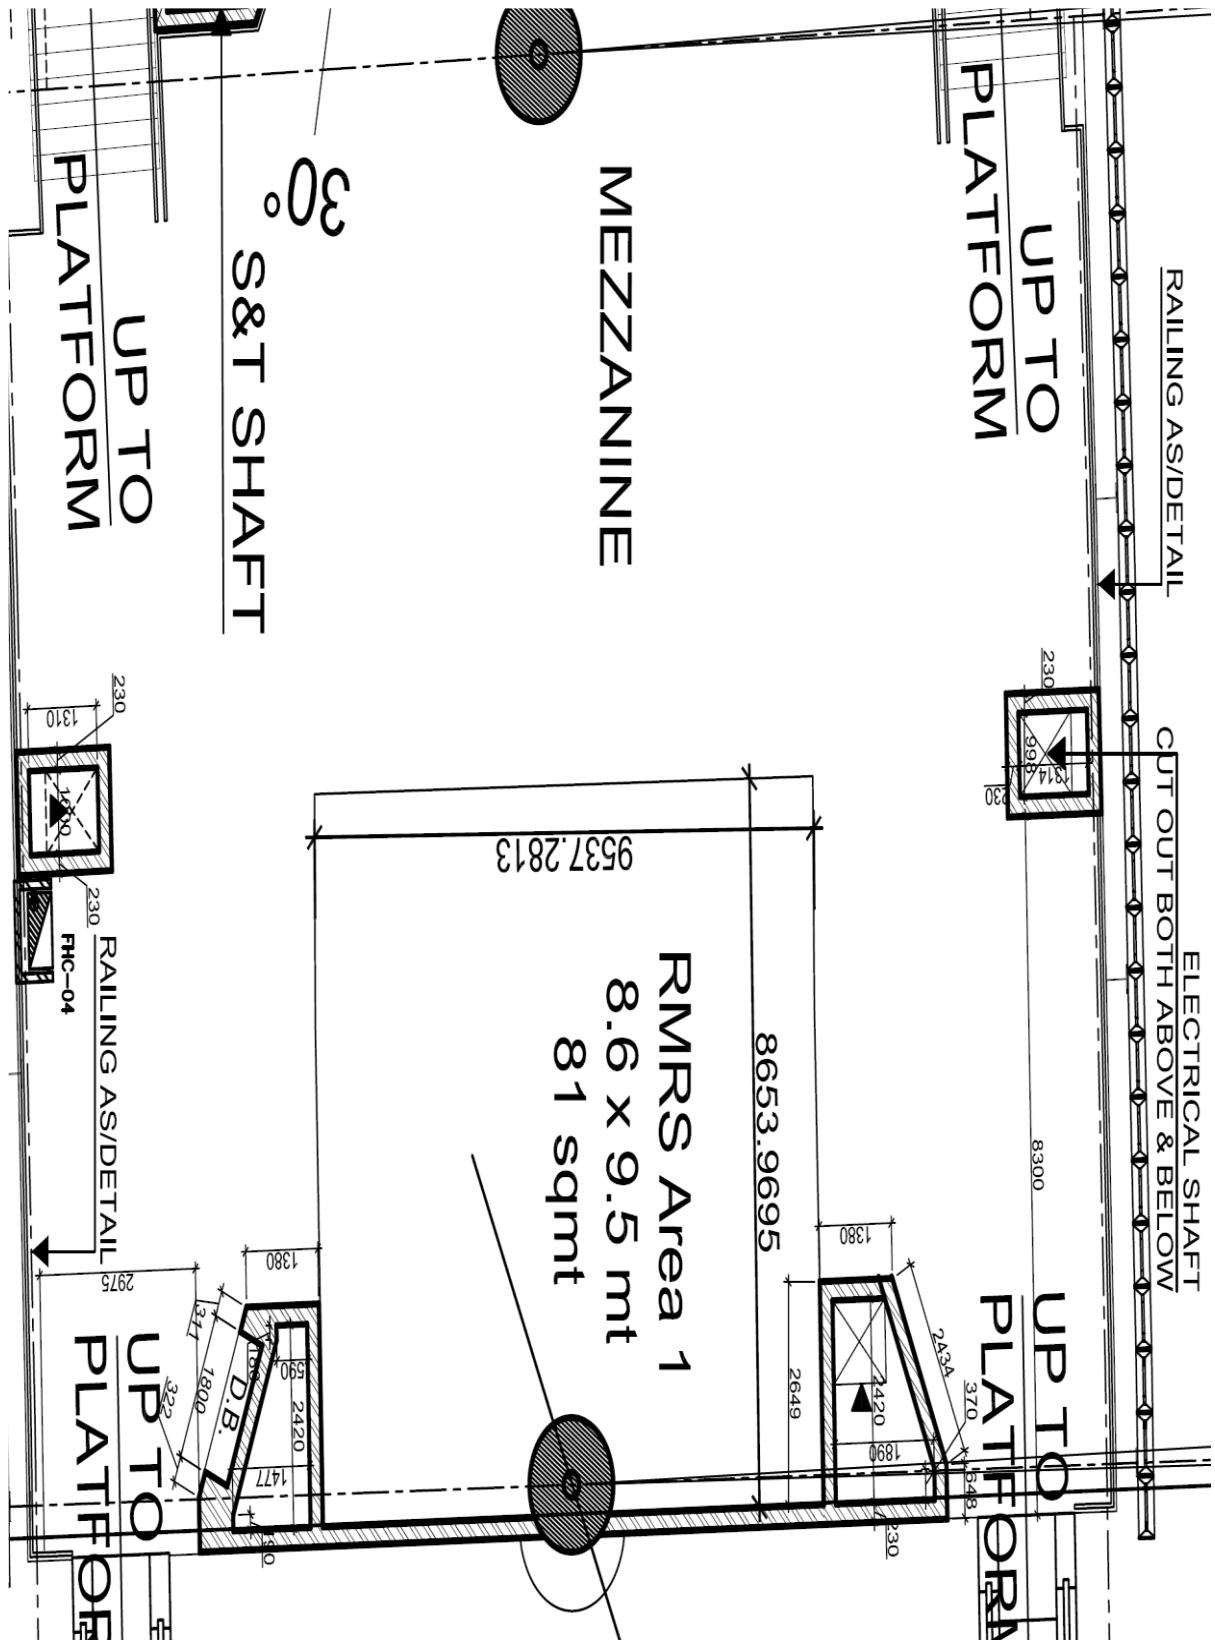 RAILING AS/DETAIL
ELECTRICAL SHAFT
CUT OUT BOTH ABOVE & BELOW
UP TO
PLATFORM
UP TO
230
998
1314
8300
MEZZANINE
RMRS Area 1
8.6 x 9.5 mt
81 sqmt
8653.9695
9537.2813
30°
S&T SHAFT
UP TO
PLATFORM
230
1310
230
FHC-04
RAILING AS/DETAIL
UP TO
2975
311
1800
322
D.B.
1380
590
2420
1477
1380
2434
370
2649
2420
1890
648
230